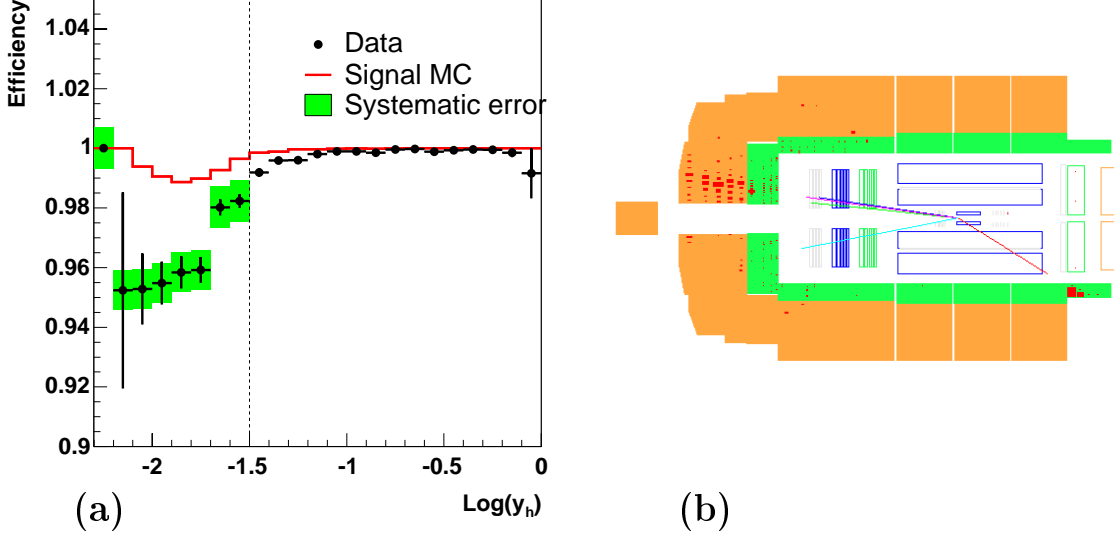 Efficiency
1.04
1.02
1
0.98
0.96
0.94
0.92
0.9
Data
Signal MC
Systematic error
-2
-1.5
-1
-0.5
0
Log(y_h)
(a)
(b)